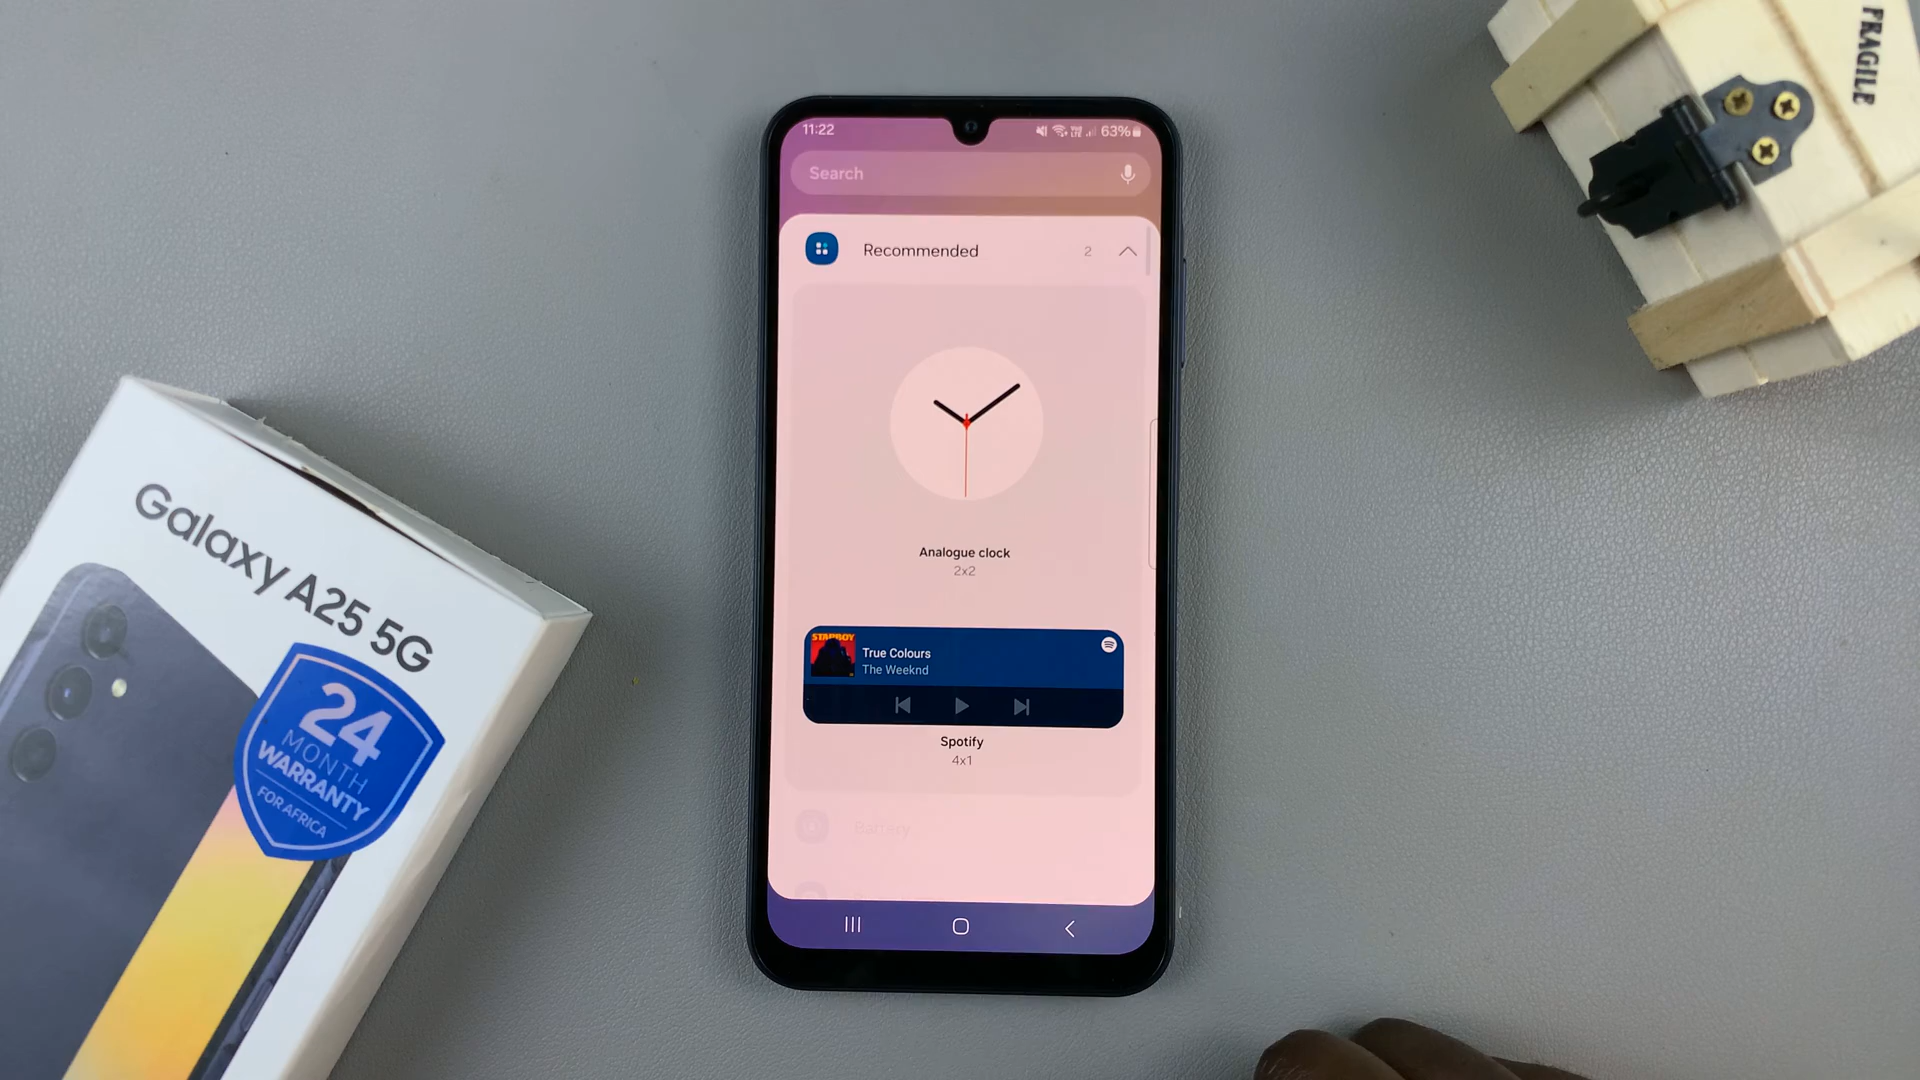 11:22
63%
Search
Recommended
2
Analogue clock
2x2
STARBOY
True Colours
The Weeknd
Spotify
4x1
Battery
Galaxy A25 5G
24
MONTH
WARRANTY
FOR AFRICA
FRAGILE